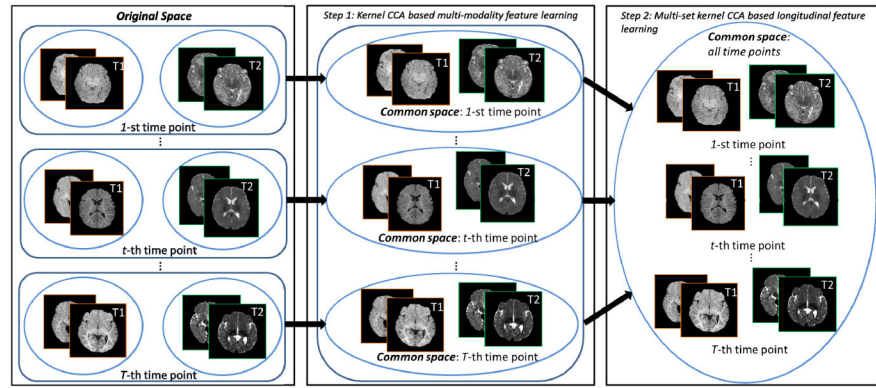 Original Space
T1
T2
1-st time point
⋮
T1
T2
t-th time point
⋮
T1
T2
T-th time point
Step 1: Kernel CCA based multi-modality feature learning
T1
T2
Common space: 1-st time point
⋮
T1
T2
Common space: t-th time point
⋮
T1
T2
Common space: T-th time point
Step 2: Multi-set kernel CCA based longitudinal feature
learning
Common space:
all time points
T1
T2
1-st time point
⋮
T1
T2
t-th time point
⋮
T1
T2
T-th time point